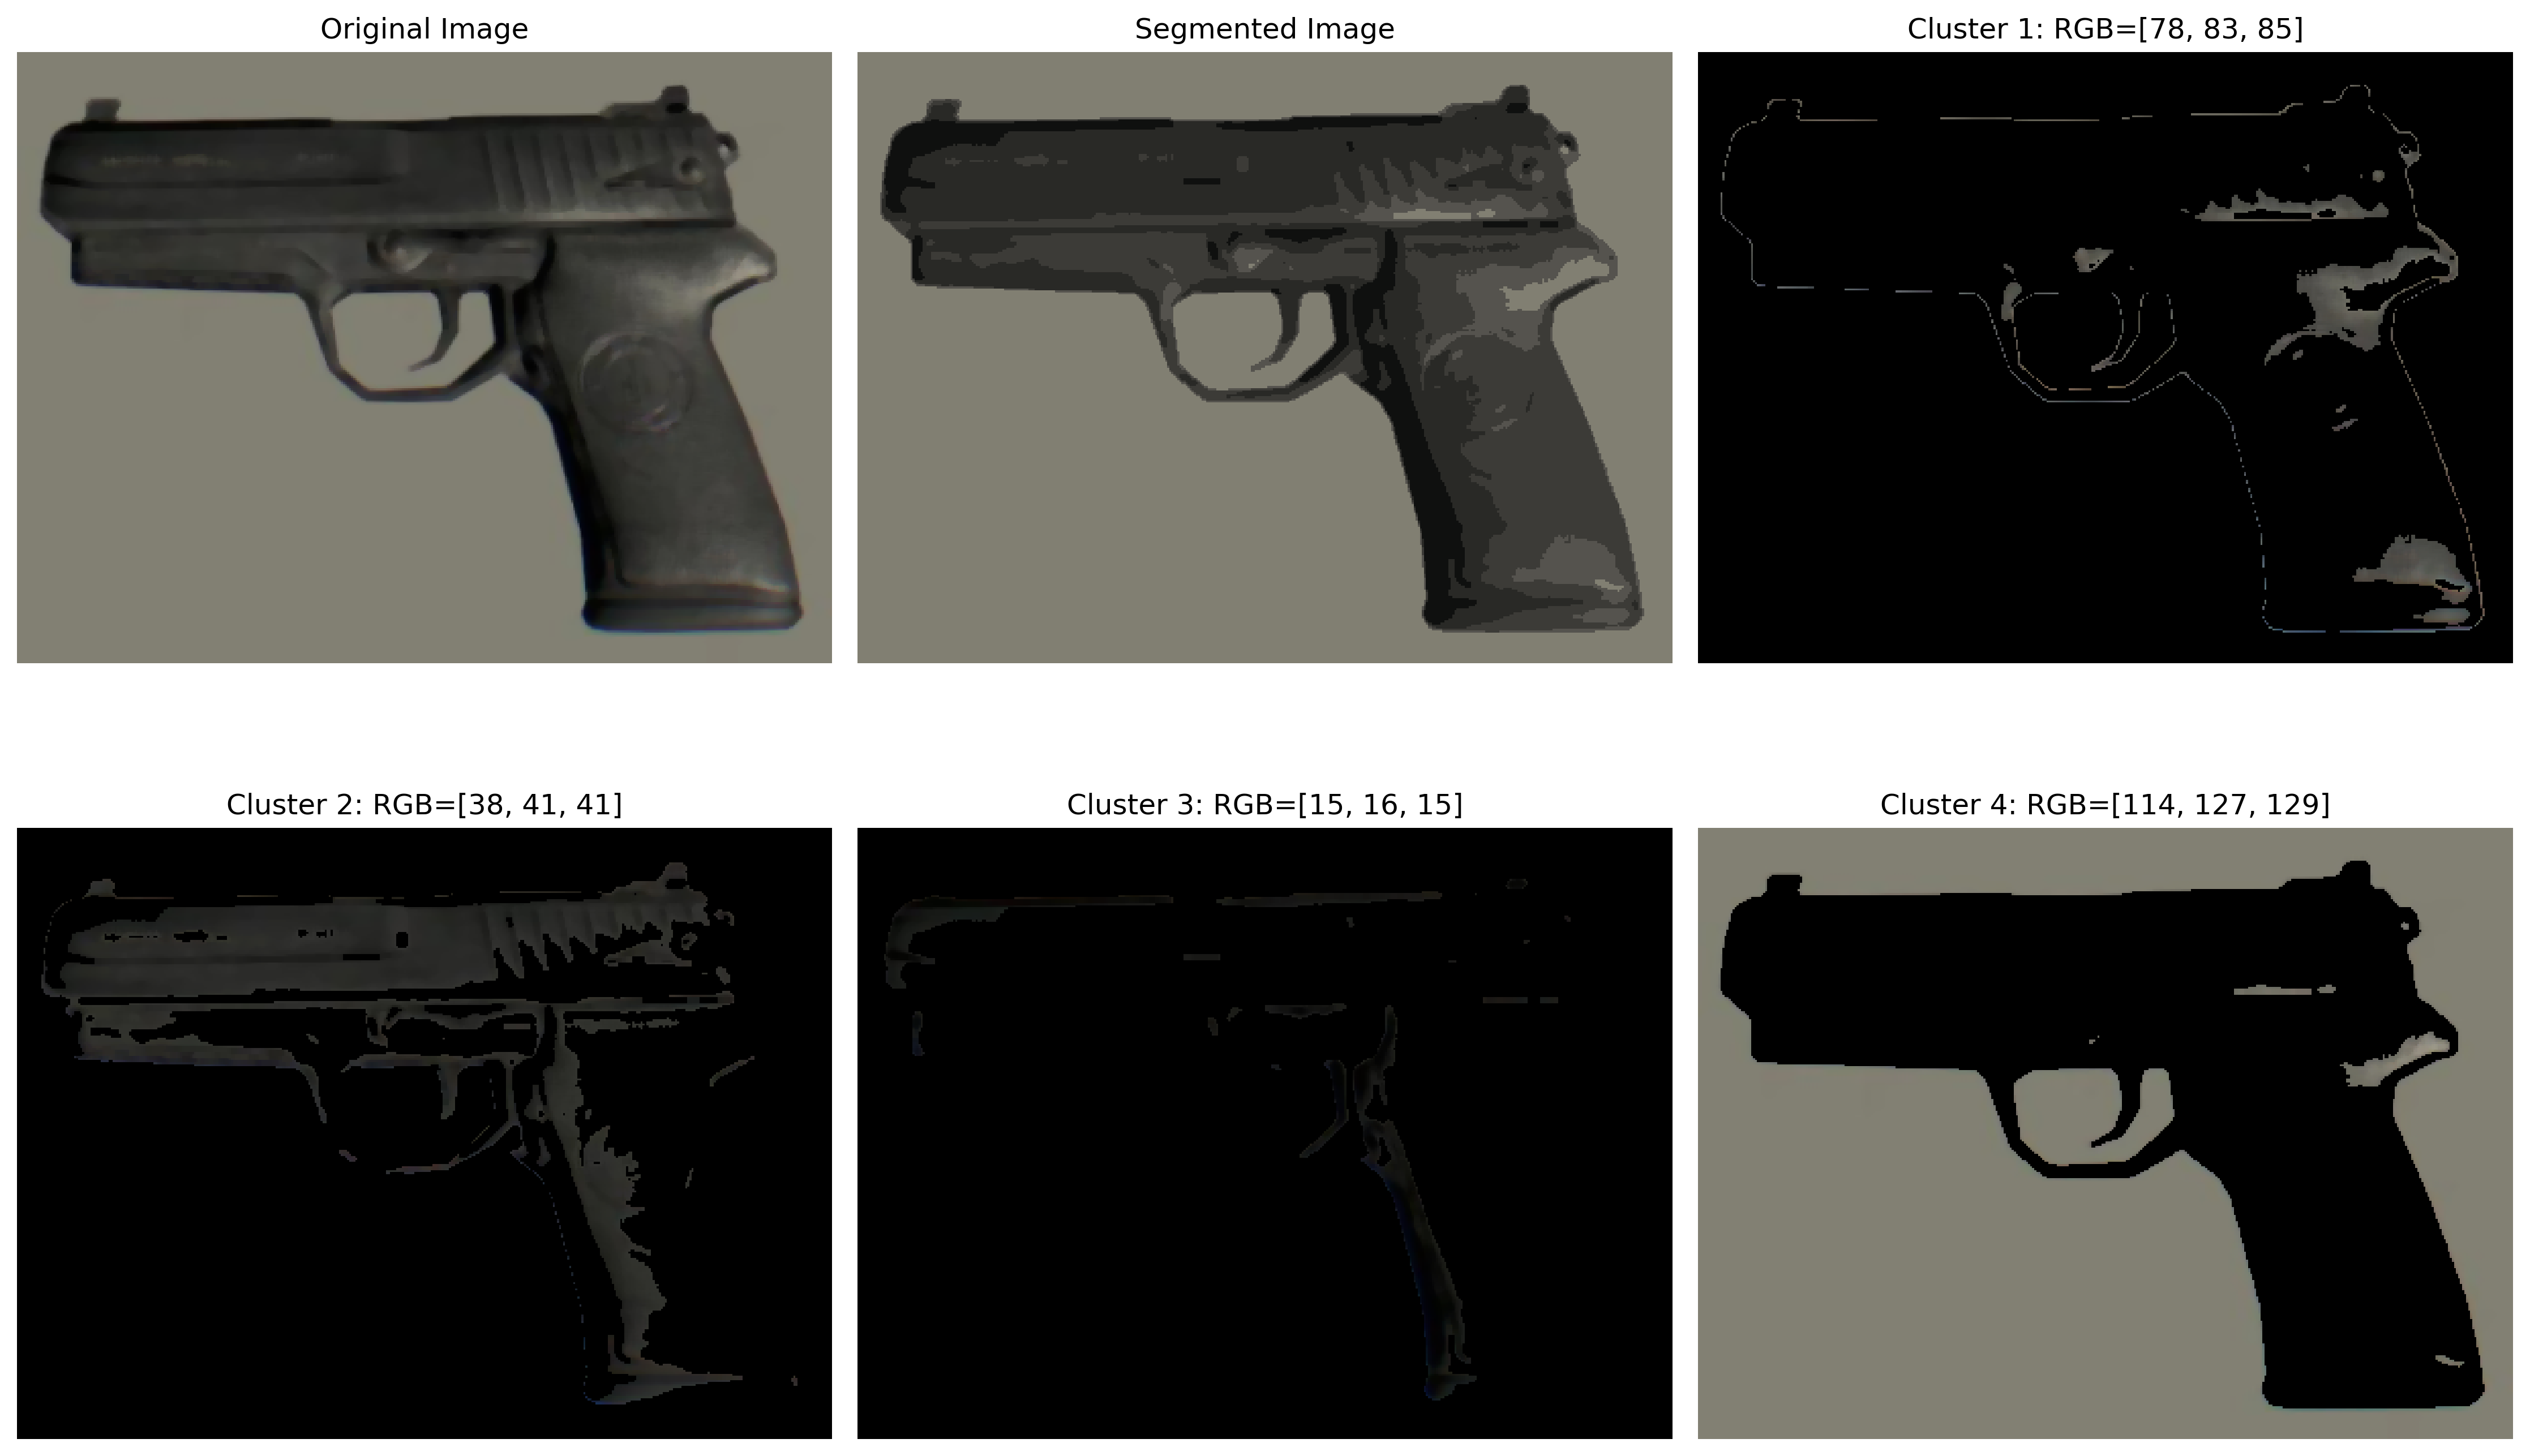 Original Image
Segmented Image
Cluster 1: RGB=[78, 83, 85]
Cluster 2: RGB=[38, 41, 41]
Cluster 3: RGB=[15, 16, 15]
Cluster 4: RGB=[114, 127, 129]